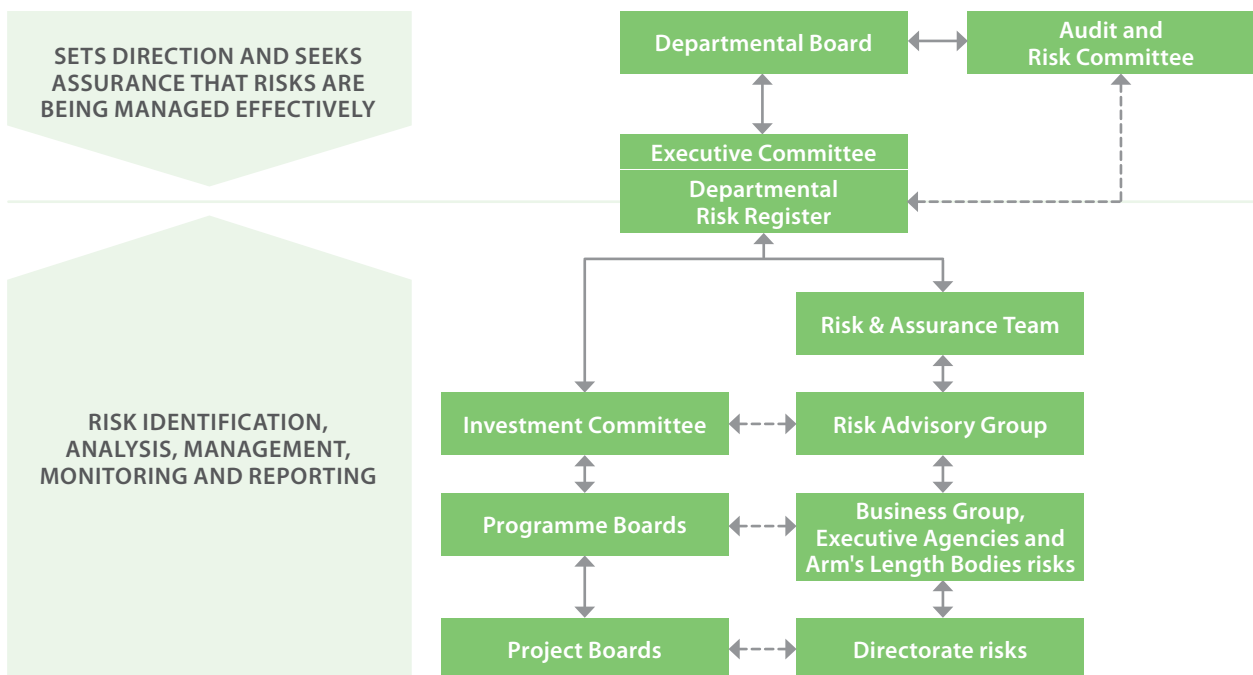 SETS DIRECTION AND SEEKS
ASSURANCE THAT RISKS ARE
BEING MANAGED EFFECTIVELY
Departmental Board
Audit and
Risk Committee
Executive Committee
Departmental
Risk Register
RISK IDENTIFICATION,
ANALYSIS, MANAGEMENT,
MONITORING AND REPORTING
Risk & Assurance Team
Investment Committee
Risk Advisory Group
Programme Boards
Business Group,
Executive Agencies and
Arm's Length Bodies risks
Project Boards
Directorate risks